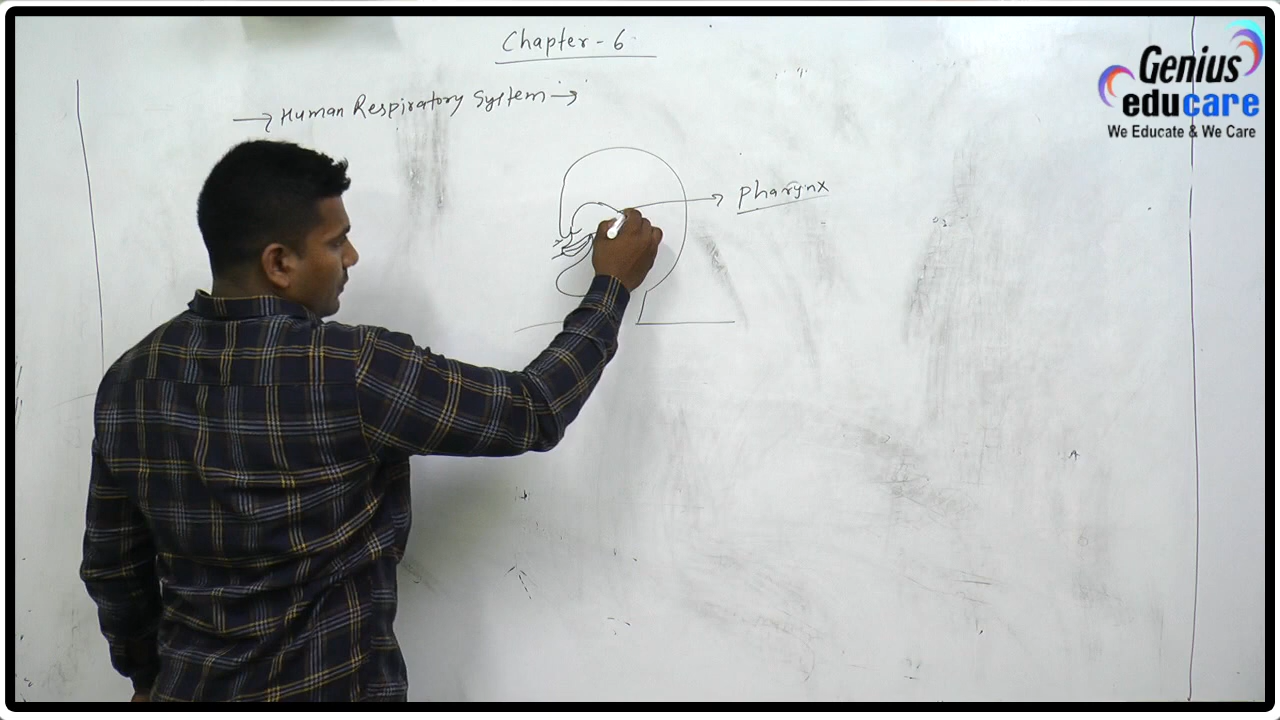 Chapter - 6
→ Human Respiratory System →
pharynx
Genius
educare
We Educate & We Care